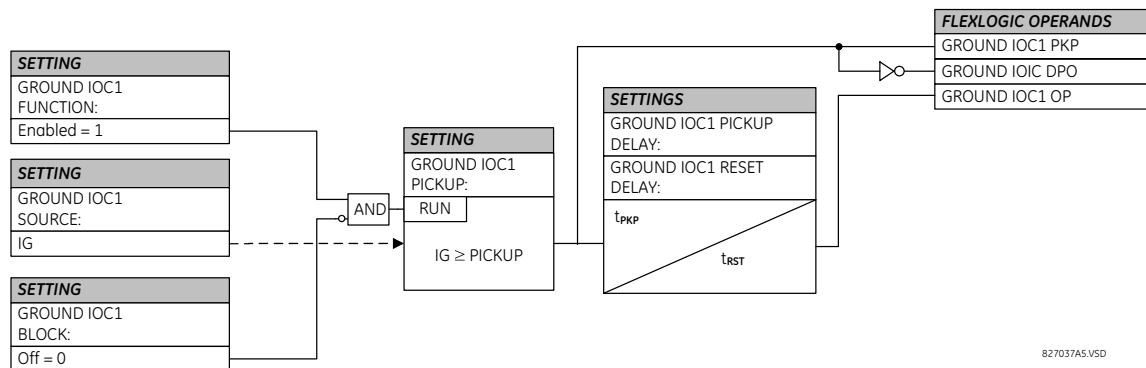 SETTING
GROUND IOC1
FUNCTION:
Enabled = 1
SETTING
GROUND IOC1
SOURCE:
IG
SETTING
GROUND IOC1
BLOCK:
Off = 0
AND
SETTING
GROUND IOC1
PICKUP:
RUN
IG ≥ PICKUP
SETTINGS
GROUND IOC1 PICKUP
DELAY:
GROUND IOC1 RESET
DELAY:
tPKP
tRST
FLEXLOGIC OPERANDS
GROUND IOC1 PKP
GROUND IOIC DPO
GROUND IOC1 OP
827037A5.VSD